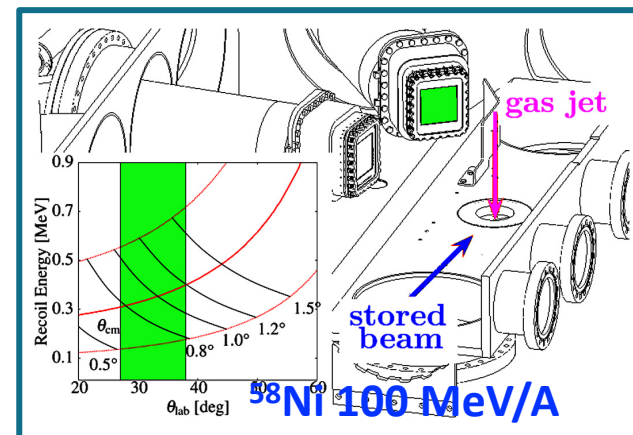 gas jet
0.9
0.7
0.5
0.3
0.1
Recoil Energy [MeV]
θcm
0.5°
0.8°
1.0°
1.2°
1.5°
20 30 40 50 60
θlab [deg]
stored
beam
⁵⁸Ni 100 MeV/A